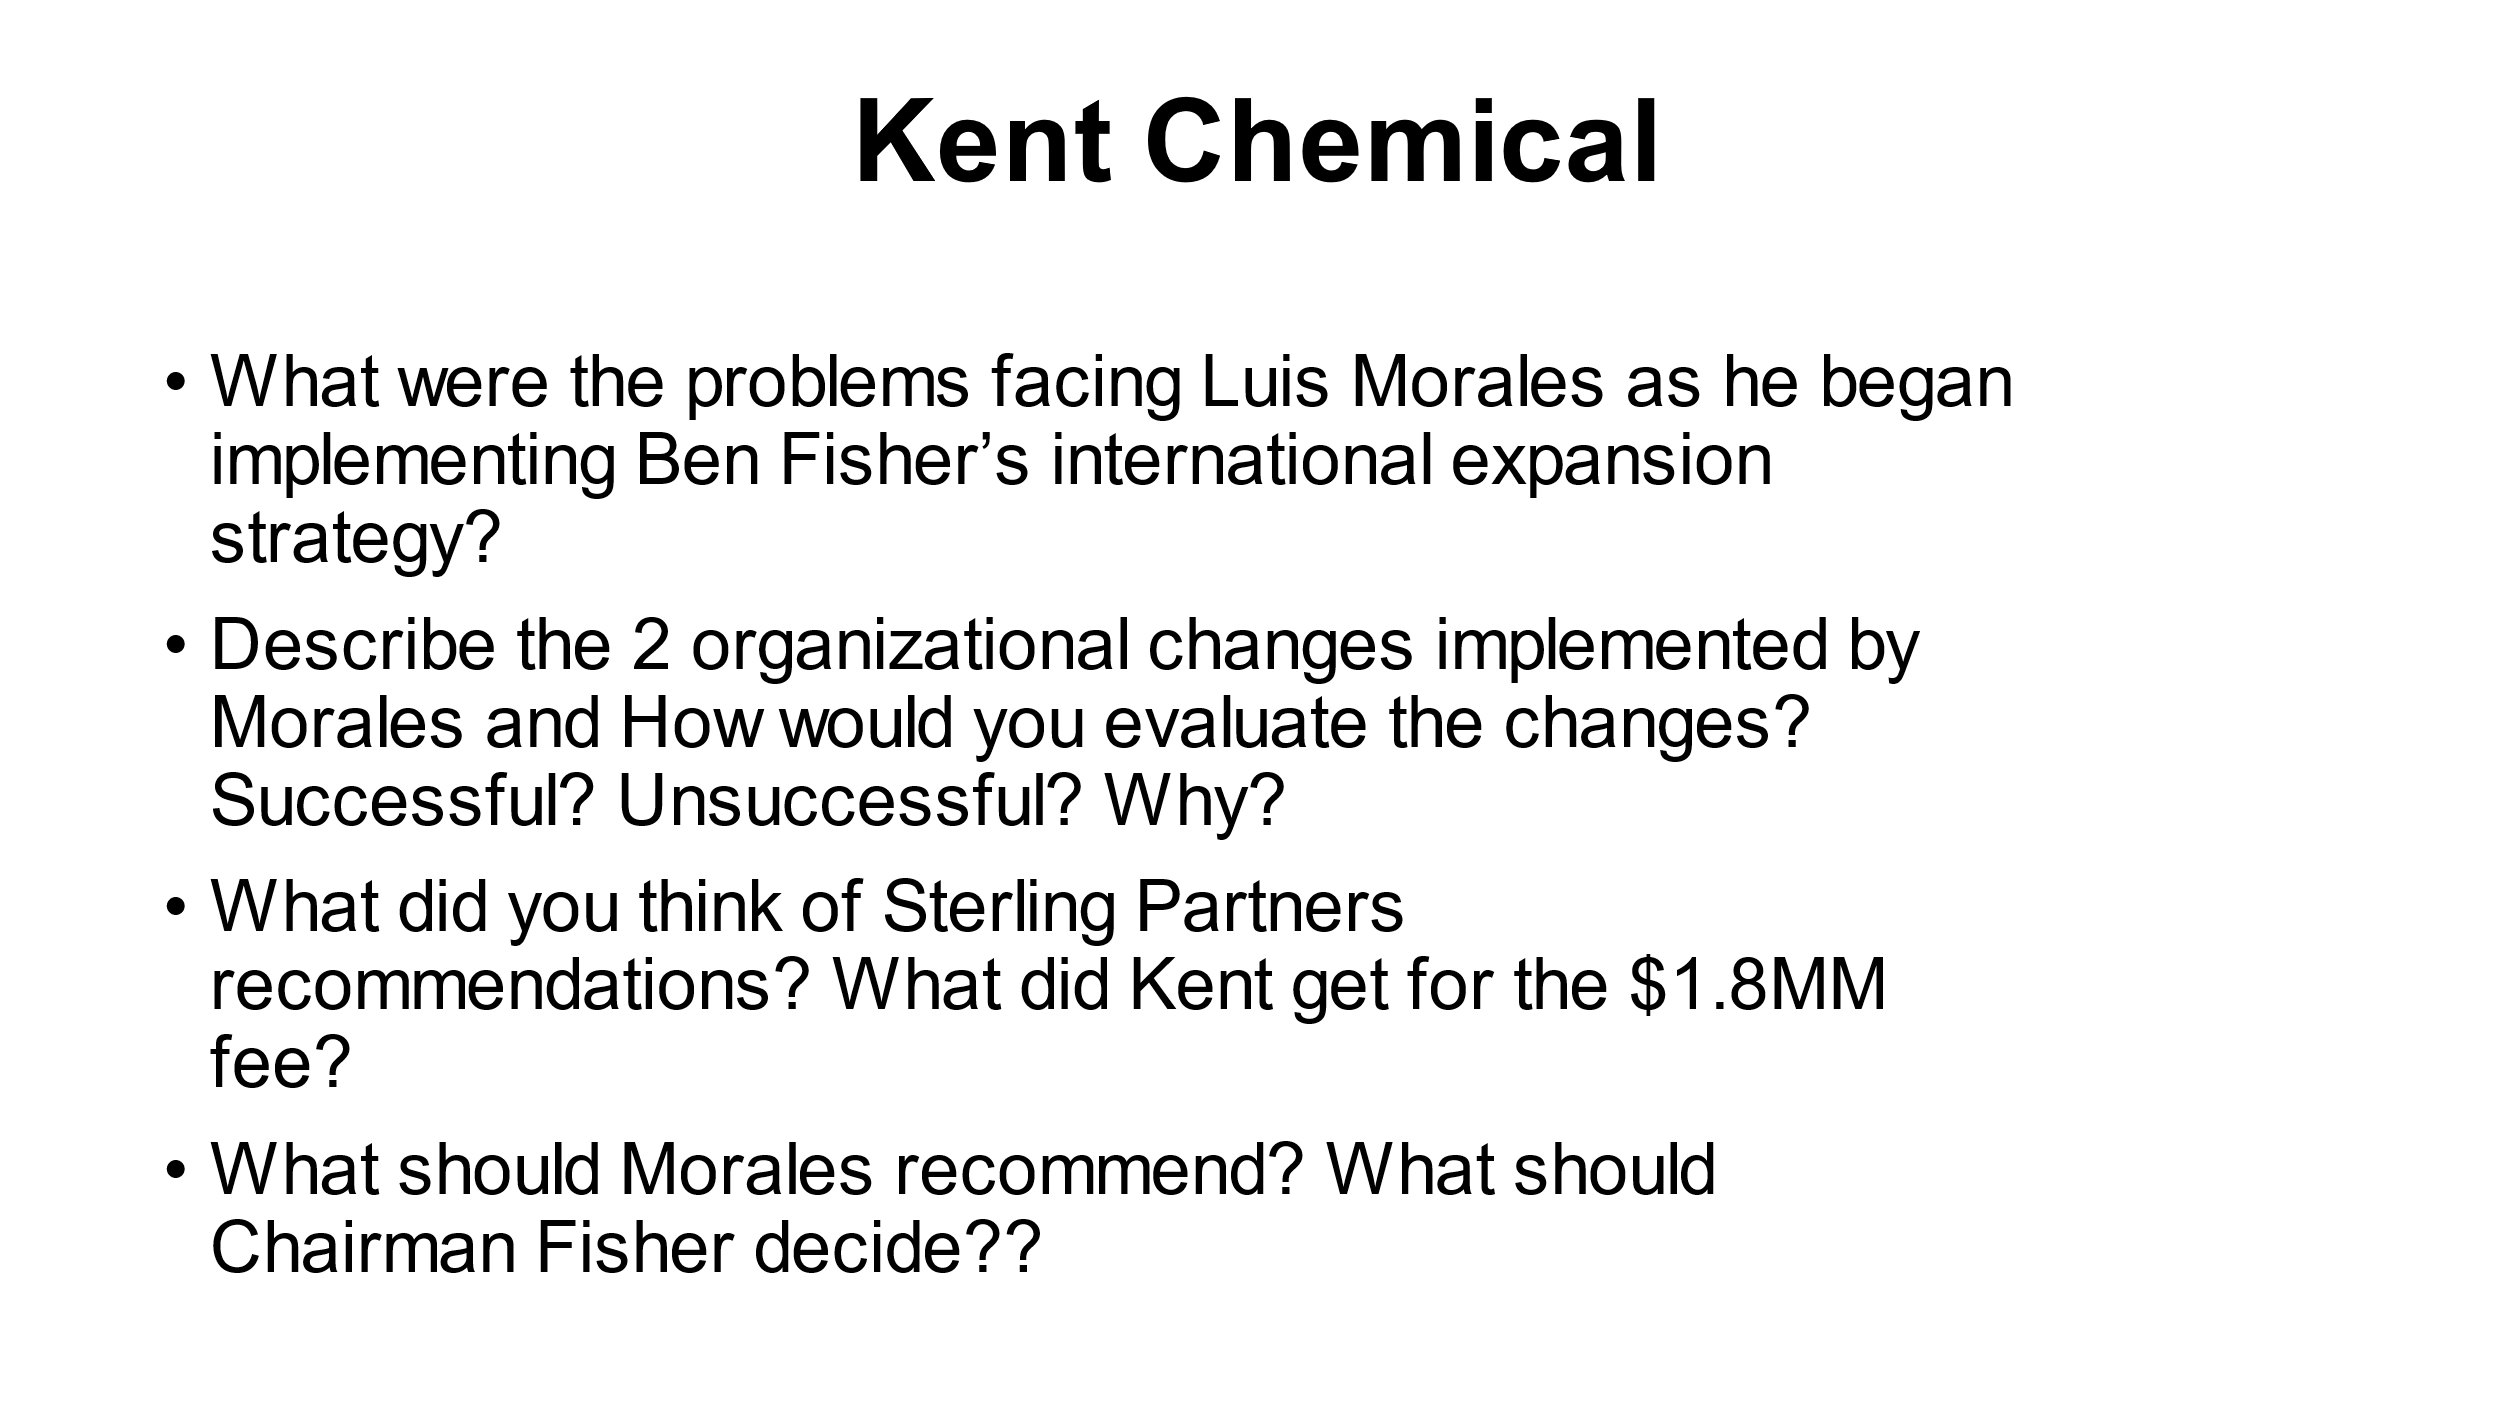 Kent Chemical
• What were the problems facing Luis Morales as he began
implementing Ben Fisher’s international expansion
strategy?
• Describe the 2 organizational changes implemented by
Morales and How would you evaluate the changes?
Successful? Unsuccessful? Why?
• What did you think of Sterling Partners
recommendations? What did Kent get for the $1.8MM
fee?
• What should Morales recommend? What should
Chairman Fisher decide??